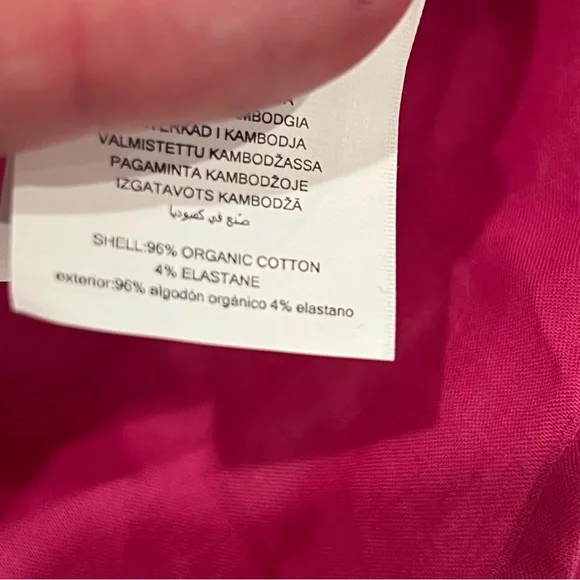 KAMBODJA
VALMISTETTU KAMBODŽASSA
PAGAMINTA KAMBODŽOJE
IZGATAVOTS KAMBODŽĀ
صنع في كمبوديا
SHELL:96% ORGANIC COTTON
4% ELASTANE
exterior:96% algodón orgánico 4% elastano